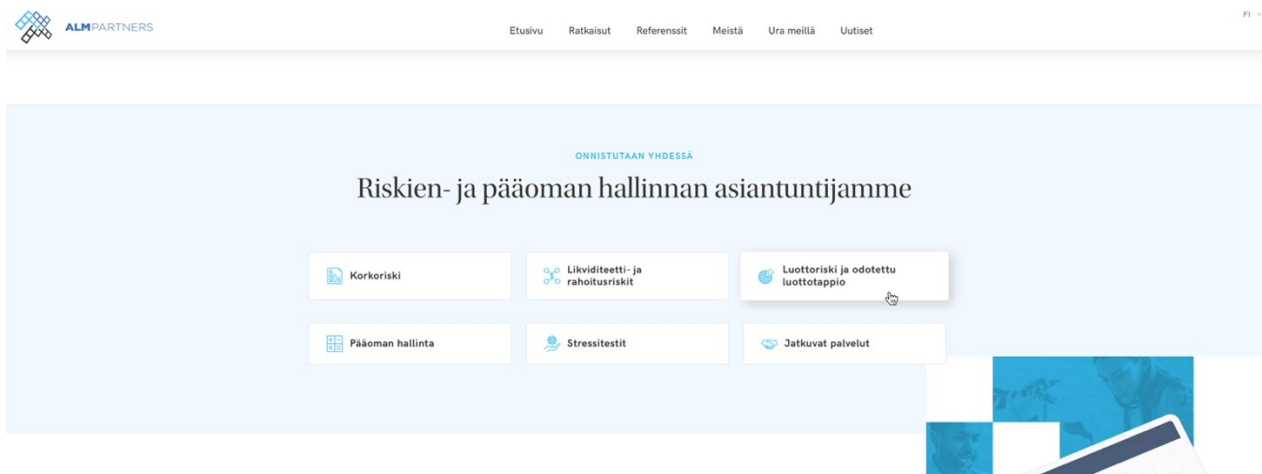 ALMPARTNERS
Etusivu Ratkaisut Referenssit Meistä Ura meillä Uutiset
FI
ONNISTUTAAN YHDESSÄ
Riskien- ja pääoman hallinnan asiantuntijamme
Korkoriski
Likviditeetti- ja
rahoitusriskit
Luottoriski ja odotettu
luottotappio
Pääoman hallinta
Stressitestit
Jatkuvat palvelut